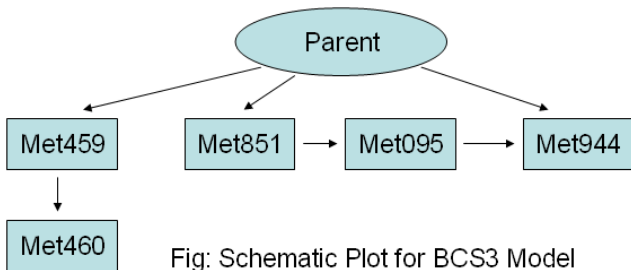 Parent
Met459
Met851
Met095
Met944
Met460
Fig: Schematic Plot for BCS3 Model